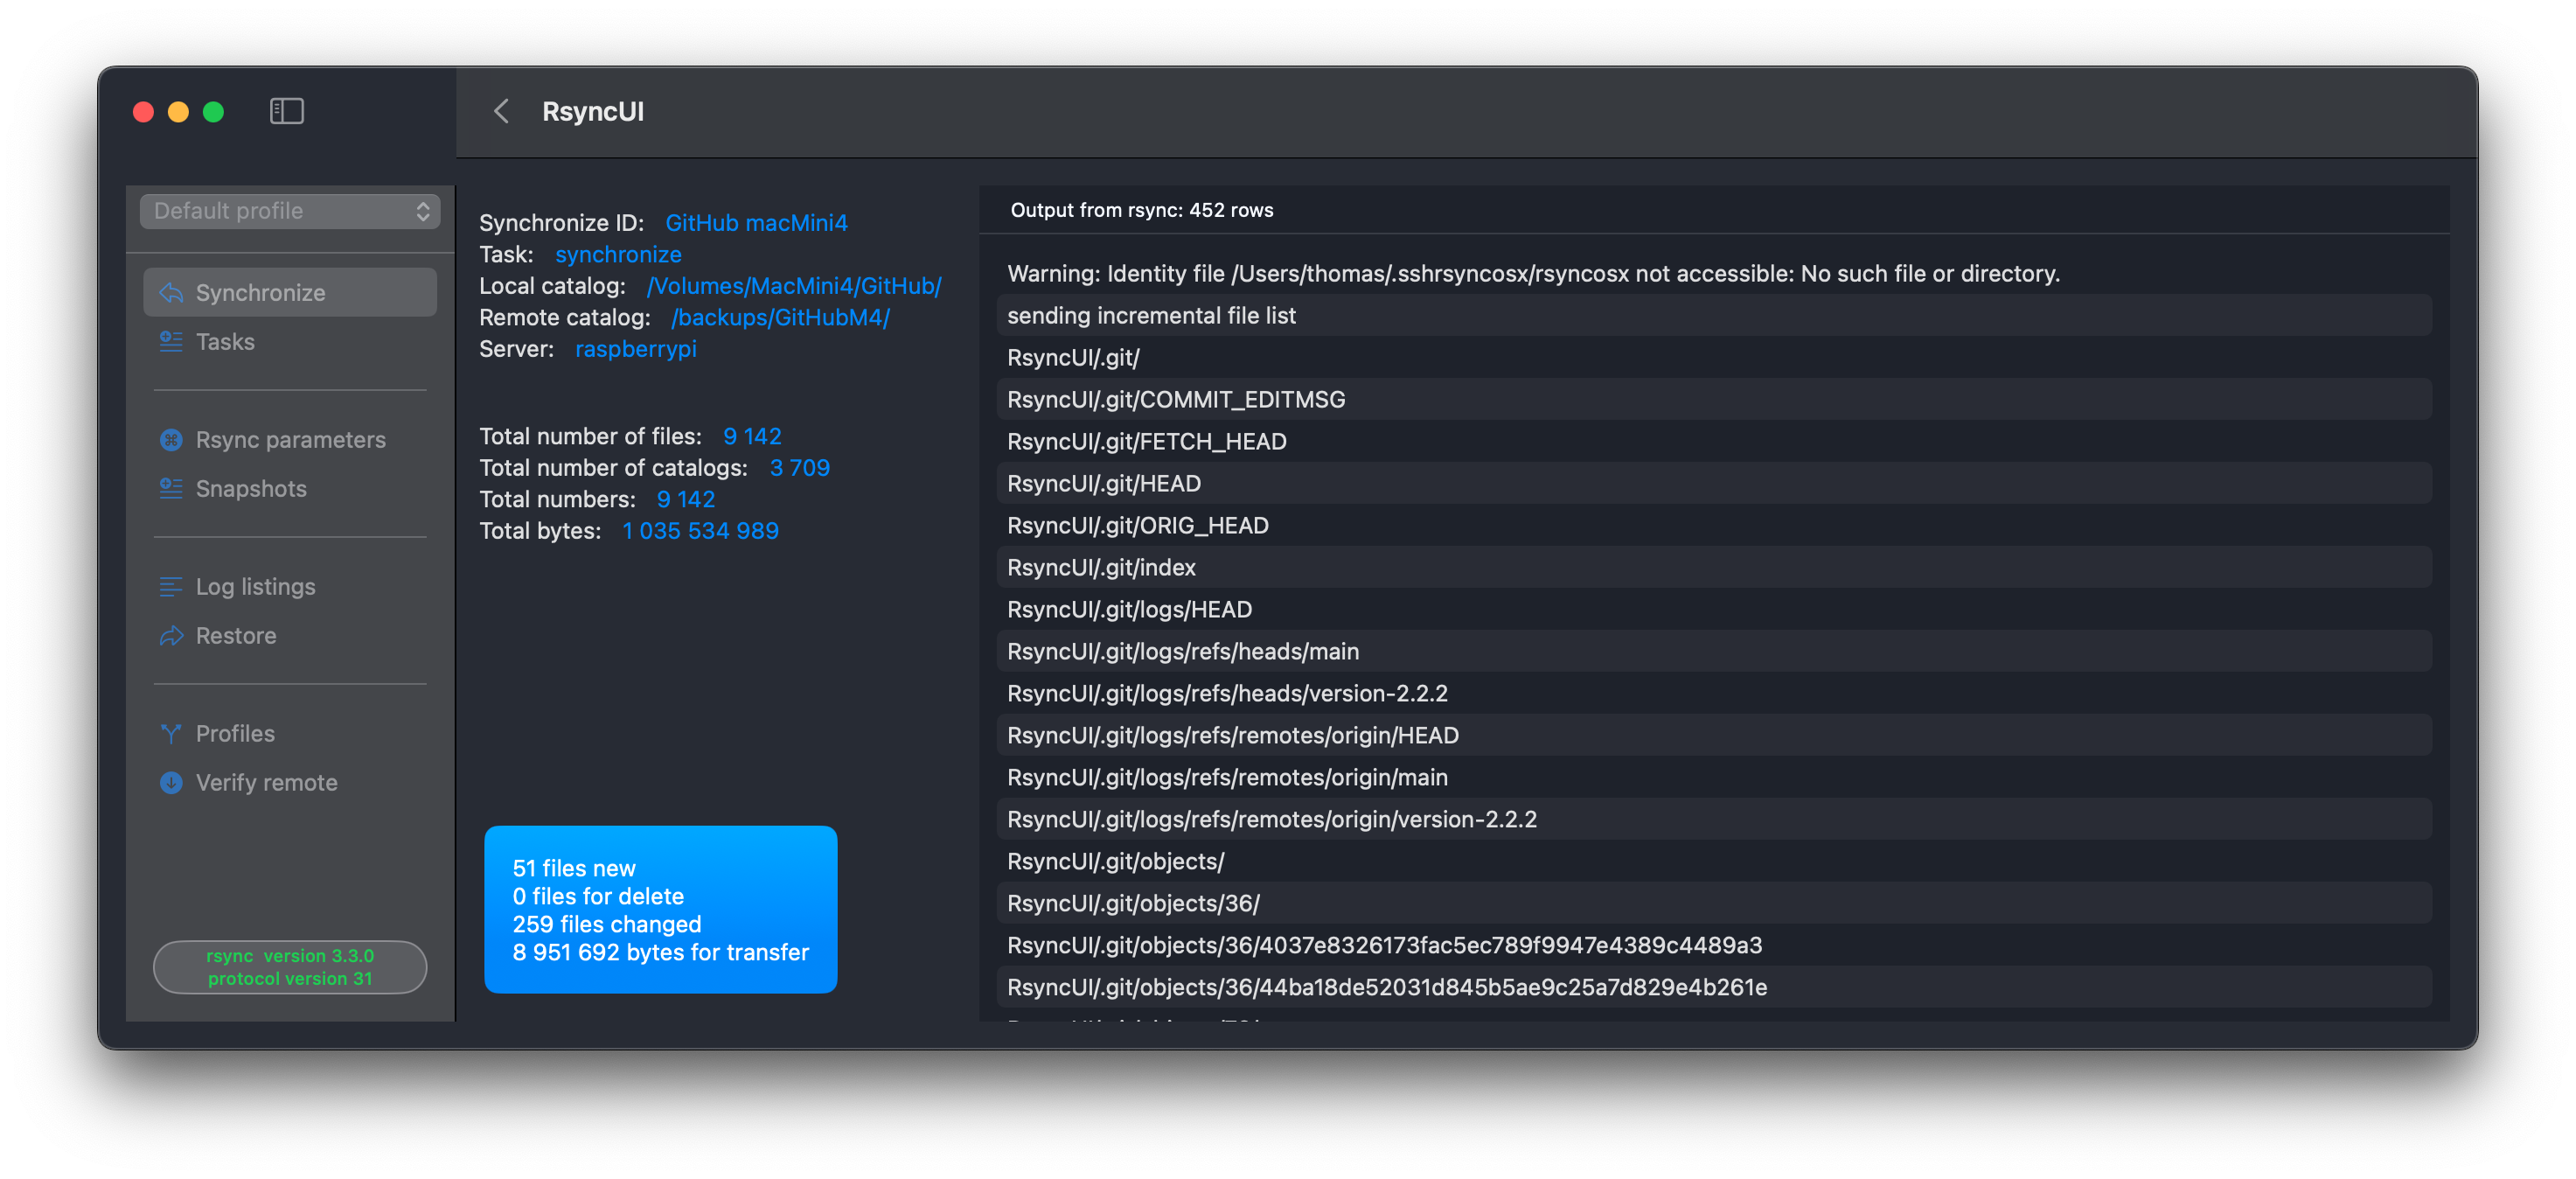 RsyncUI
Default profile
Synchronize
Tasks
Rsync parameters
Snapshots
Log listings
Restore
Profiles
Verify remote
rsync  version 3.3.0
protocol version 31
Synchronize ID: GitHub macMini4
Task: synchronize
Local catalog: /Volumes/MacMini4/GitHub/
Remote catalog: /backups/GitHubM4/
Server: raspberrypi
Total number of files: 9 142
Total number of catalogs: 3 709
Total numbers: 9 142
Total bytes: 1 035 534 989
51 files new
0 files for delete
259 files changed
8 951 692 bytes for transfer
Output from rsync: 452 rows
Warning: Identity file /Users/thomas/.sshrsyncosx/rsyncosx not accessible: No such file or directory.
sending incremental file list
RsyncUI/.git/
RsyncUI/.git/COMMIT_EDITMSG
RsyncUI/.git/FETCH_HEAD
RsyncUI/.git/HEAD
RsyncUI/.git/ORIG_HEAD
RsyncUI/.git/index
RsyncUI/.git/logs/HEAD
RsyncUI/.git/logs/refs/heads/main
RsyncUI/.git/logs/refs/heads/version-2.2.2
RsyncUI/.git/logs/refs/remotes/origin/HEAD
RsyncUI/.git/logs/refs/remotes/origin/main
RsyncUI/.git/logs/refs/remotes/origin/version-2.2.2
RsyncUI/.git/objects/
RsyncUI/.git/objects/36/
RsyncUI/.git/objects/36/4037e8326173fac5ec789f9947e4389c4489a3
RsyncUI/.git/objects/36/44ba18de52031d845b5ae9c25a7d829e4b261e